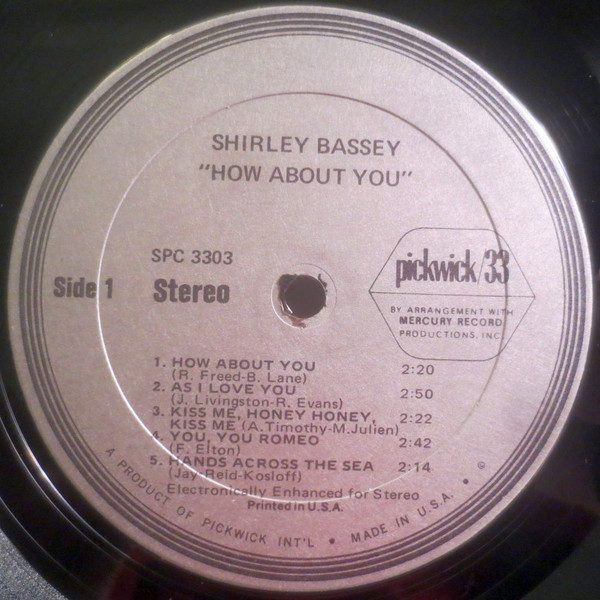 SHIRLEY BASSEY
"HOW ABOUT YOU"
SPC 3303
Side 1 Stereo
pickwick/33
BY ARRANGEMENT WITH
MERCURY RECORD
PRODUCTIONS, INC.
1. HOW ABOUT YOU 2:20
(R. Freed-B. Lane)
2. AS I LOVE YOU 2:50
(J. Livingston-R. Evans)
3. KISS ME, HONEY HONEY, 2:22
KISS ME (A.Timothy-M.Julien)
4. YOU, YOU ROMEO 2:42
(F. Elton)
5. HANDS ACROSS THE SEA 2:14
(Jay-Reid-Kosloff)
Electronically Enhanced for Stereo
Printed in U.S.A.
A PRODUCT OF PICKWICK INT'L • MADE IN U.S.A. • ℗